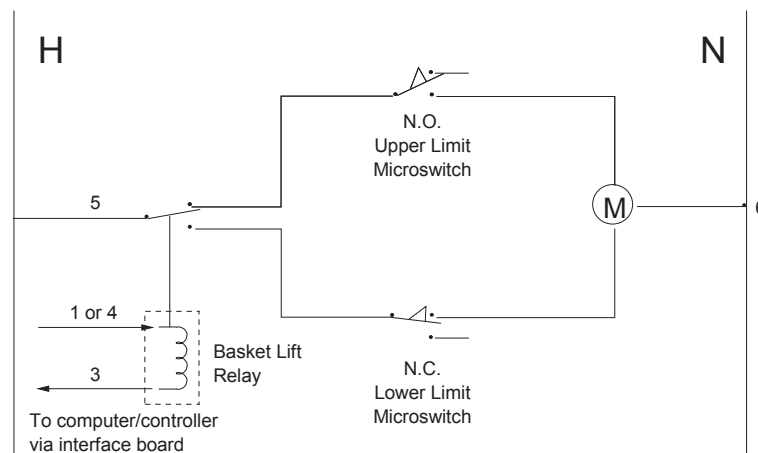 H
N
N.O.
Upper Limit
Microswitch
5
M
1 or 4
3
Basket Lift
Relay
N.C.
Lower Limit
Microswitch
To computer/controller
via interface board